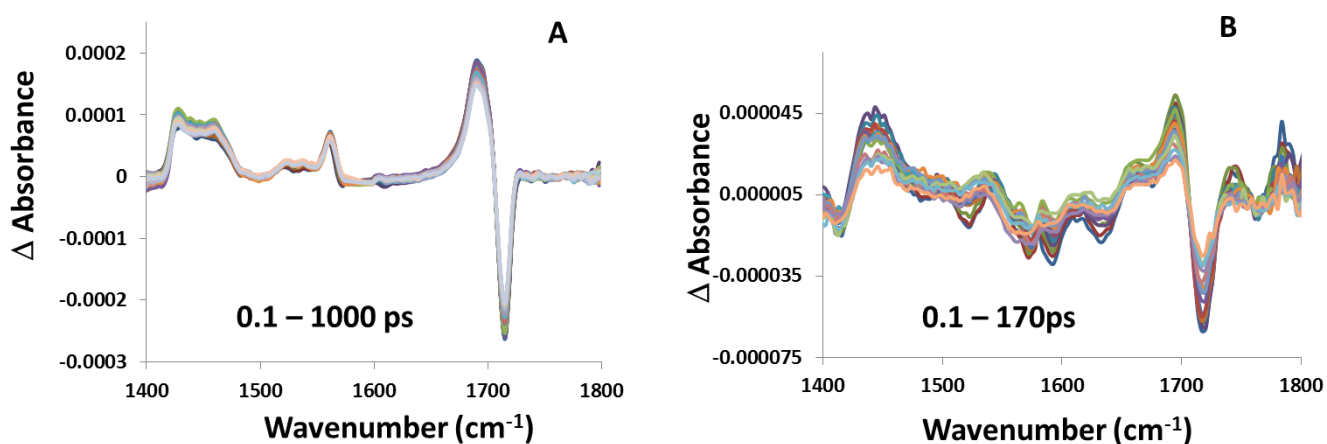 A
0.0002
0.0001
0
-0.0001
-0.0002
-0.0003
Δ Absorbance
0.1 – 1000 ps
1400 1500 1600 1700 1800
Wavenumber (cm⁻¹)
B
0.000045
0.000005
-0.000035
-0.000075
Δ Absorbance
0.1 – 170ps
1400 1500 1600 1700 1800
Wavenumber (cm⁻¹)